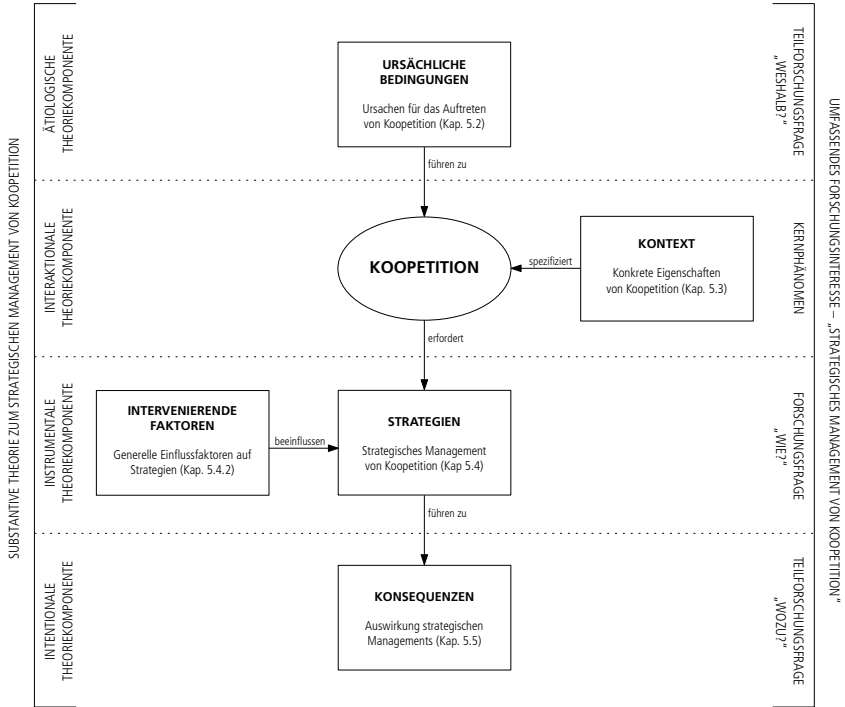 SUBSTANTIVE THEORIE ZUM STRATEGISCHEN MANAGEMENT VON KOOPETITION
ÄTIOLOGISCHE
THEORIEKOMPONENTE
URSÄCHLICHE
BEDINGUNGEN
Ursachen für das Auftreten
von Koopetition (Kap. 5.2)
TEILFORSCHUNGSFRAGE
„WESHALB?"
führen zu
INTERAKTIONALE
THEORIEKOMPONENTE
KOOPETITION
spezifiziert
KONTEXT
Konkrete Eigenschaften
von Koopetition (Kap. 5.3)
KERNPHÄNOMEN
erfordert
INSTRUMENTALE
THEORIEKOMPONENTE
INTERVENIERENDE
FAKTOREN
Generelle Einflussfaktoren auf
Strategien (Kap. 5.4.2)
beeinflussen
STRATEGIEN
Strategisches Management
von Koopetition (Kap 5.4)
FORSCHUNGSFRAGE
„WIE?"
führen zu
INTENTIONALE
THEORIEKOMPONENTE
KONSEQUENZEN
Auswirkung strategischen
Managements (Kap. 5.5)
TEILFORSCHUNGSFRAGE
„WOZU?"
UMFASSENDES FORSCHUNGSINTERESSE – „STRATEGISCHES MANAGEMENT VON KOOPETITION"